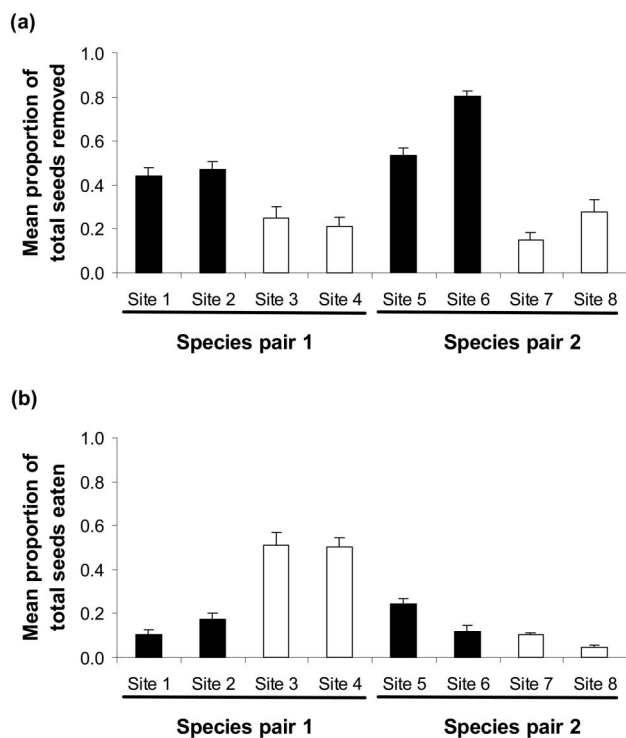 (a)
Mean proportion of
total seeds removed
1.0
0.8
0.6
0.4
0.2
0.0
Site 1 Site 2 Site 3 Site 4 Site 5 Site 6 Site 7 Site 8
Species pair 1 Species pair 2
(b)
Mean proportion of
total seeds eaten
1.0
0.8
0.6
0.4
0.2
0.0
Site 1 Site 2 Site 3 Site 4 Site 5 Site 6 Site 7 Site 8
Species pair 1 Species pair 2